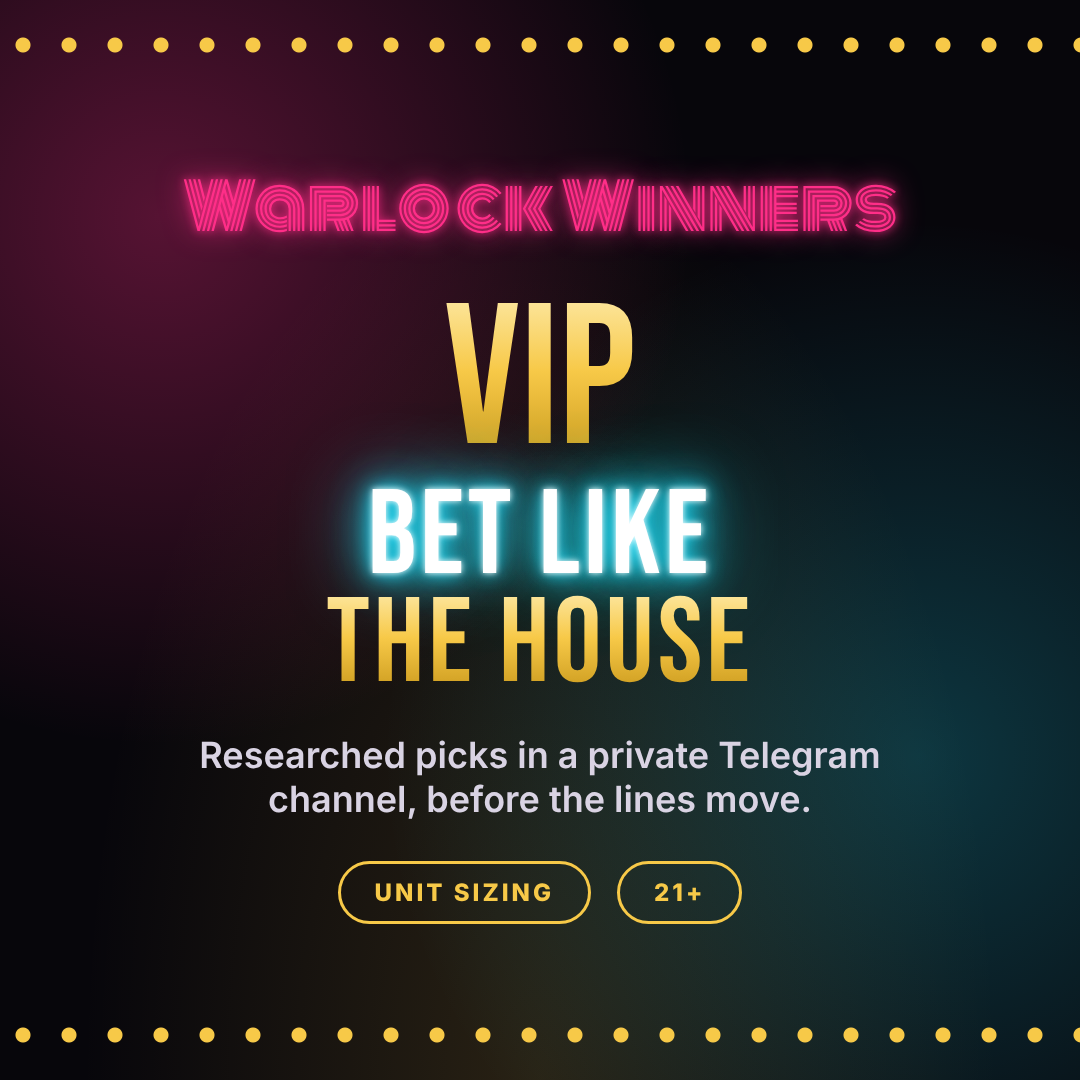 Warlock Winners
VIP
BET LIKE
THE HOUSE
Researched picks in a private Telegram
channel, before the lines move.
UNIT SIZING
21+